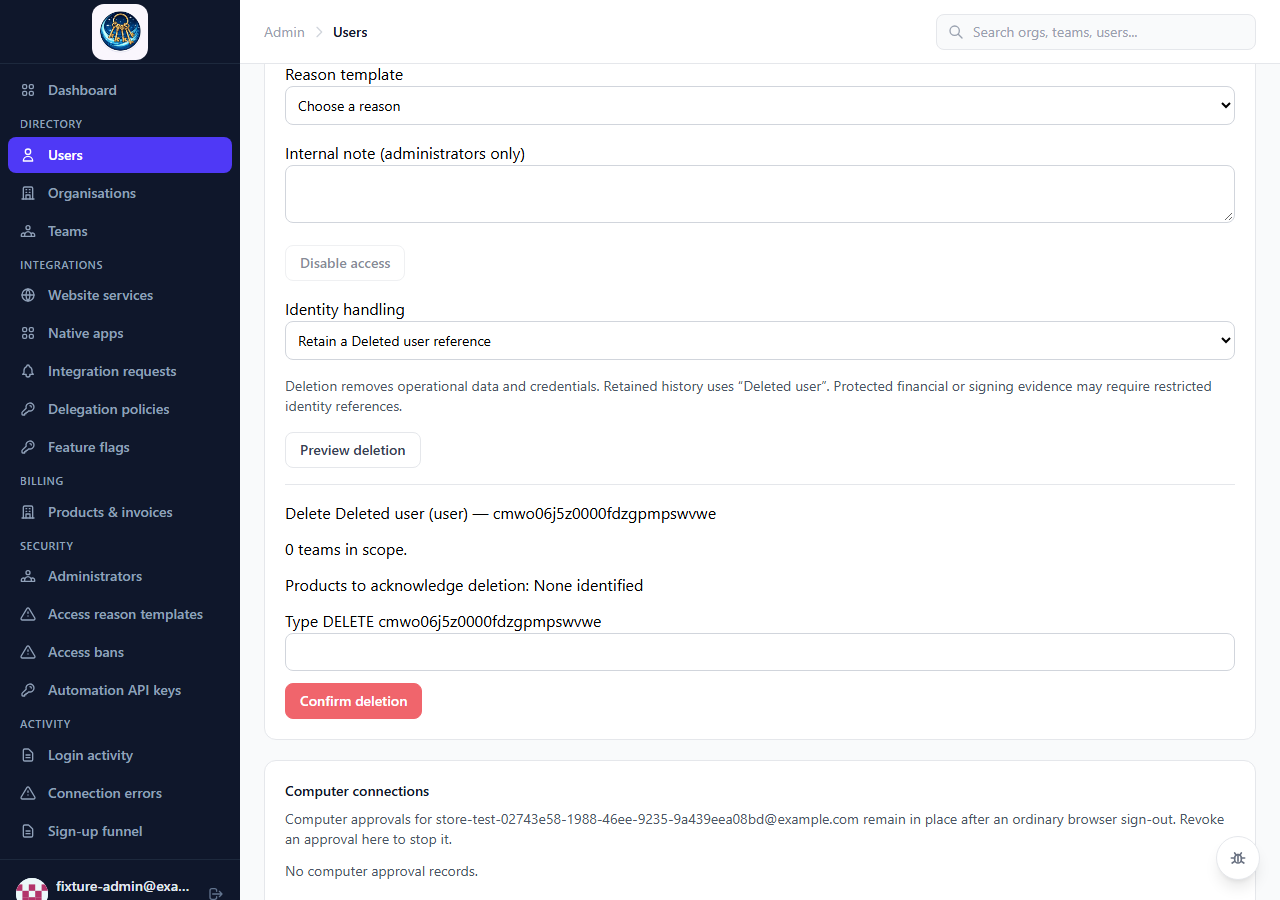 Admin
Users
Search orgs, teams, users...
Dashboard
DIRECTORY
Users
Organisations
Teams
INTEGRATIONS
Website services
Native apps
Integration requests
Delegation policies
Feature flags
BILLING
Products & invoices
SECURITY
Administrators
Access reason templates
Access bans
Automation API keys
ACTIVITY
Login activity
Connection errors
Sign-up funnel
fixture-admin@exa...
Reason template
Choose a reason
Internal note (administrators only)
Disable access
Identity handling
Retain a Deleted user reference
Deletion removes operational data and credentials. Retained history uses “Deleted user”. Protected financial or signing evidence may require restricted
identity references.
Preview deletion
Delete Deleted user (user) — cmwo06j5z0000fdzgpmpswvwe
0 teams in scope.
Products to acknowledge deletion: None identified
Type DELETE cmwo06j5z0000fdzgpmpswvwe
Confirm deletion
Computer connections
Computer approvals for store-test-02743e58-1988-46ee-9235-9a439eea08bd@example.com remain in place after an ordinary browser sign-out. Revoke
an approval here to stop it.
No computer approval records.